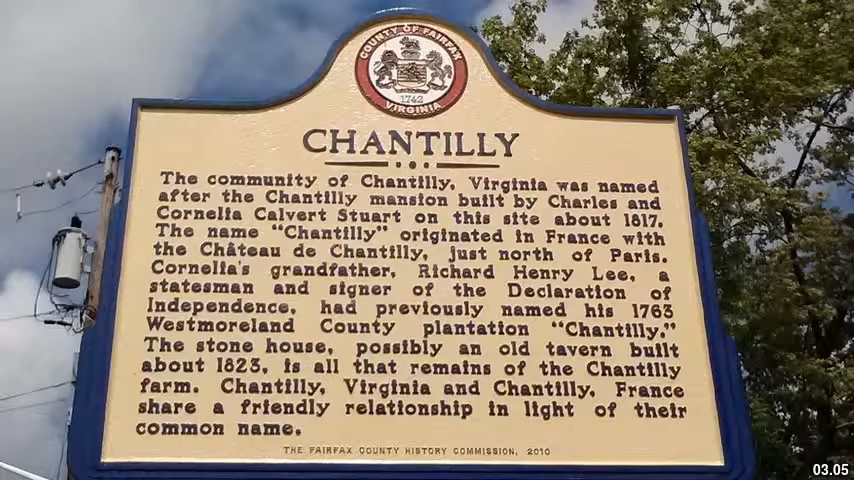 COUNTY OF FAIRFAX
1742
VIRGINIA
CHANTILLY
The community of Chantilly, Virginia was named
after the Chantilly mansion built by Charles and
Cornelia Calvert Stuart on this site about 1817.
The name “Chantilly” originated in France with
the Château de Chantilly, just north of Paris.
Cornelia's grandfather, Richard Henry Lee, a
statesman and signer of the Declaration of
Independence, had previously named his 1763
Westmoreland County plantation “Chantilly.”
The stone house, possibly an old tavern built
about 1823, is all that remains of the Chantilly
farm. Chantilly, Virginia and Chantilly, France
share a friendly relationship in light of their
common name.
THE FAIRFAX COUNTY HISTORY COMMISSION, 2010
03.05